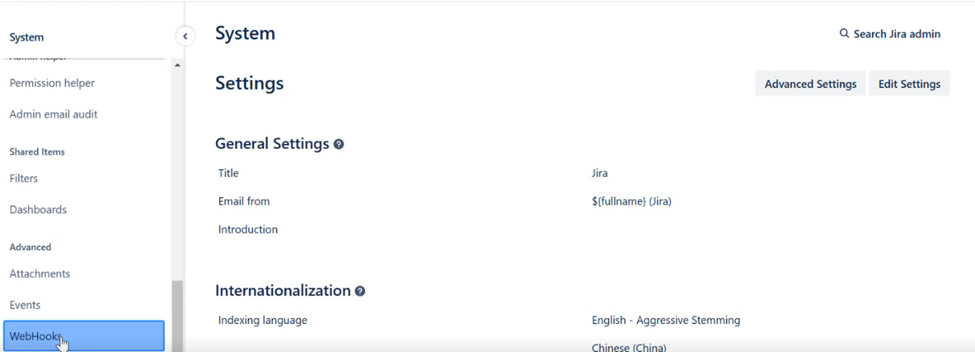 System
Admin helper
Permission helper
Admin email audit
Shared Items
Filters
Dashboards
Advanced
Attachments
Events
WebHooks
System
Search Jira admin
Settings
Advanced Settings
Edit Settings
General Settings
Title
Jira
Email from
${fullname} (Jira)
Introduction
Internationalization
Indexing language
English - Aggressive Stemming
Chinese (China)